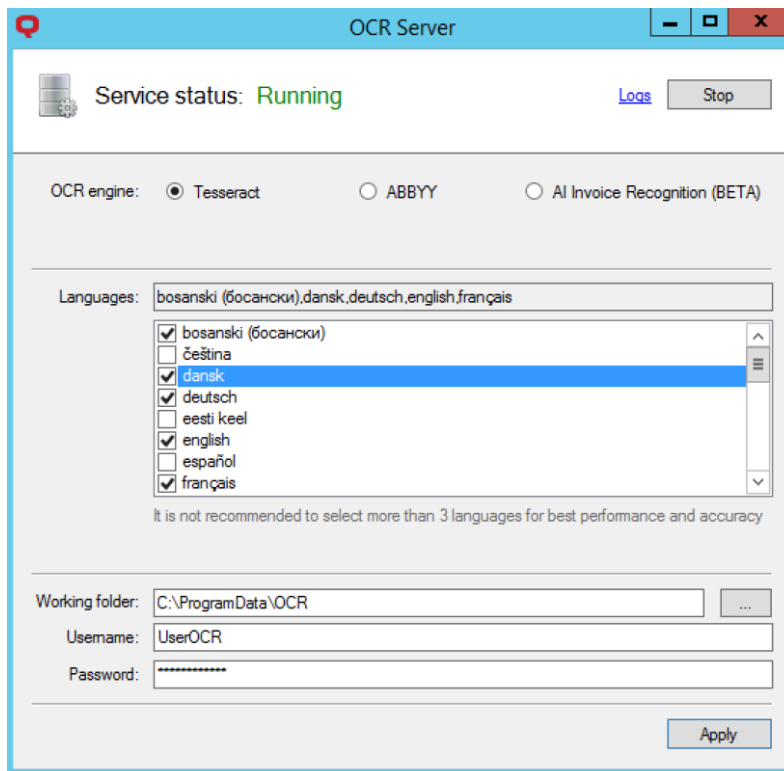 OCR Server
Service status: Running Logs Stop
OCR engine: Tesseract ABBYY AI Invoice Recognition (BETA)
Languages: bosanski (босански),dansk,deutsch,english,français
bosanski (босански)
čeština
dansk
deutsch
eesti keel
english
español
français
It is not recommended to select more than 3 languages for best performance and accuracy
Working folder: C:\ProgramData\OCR ...
Username: UserOCR
Password: ************
Apply